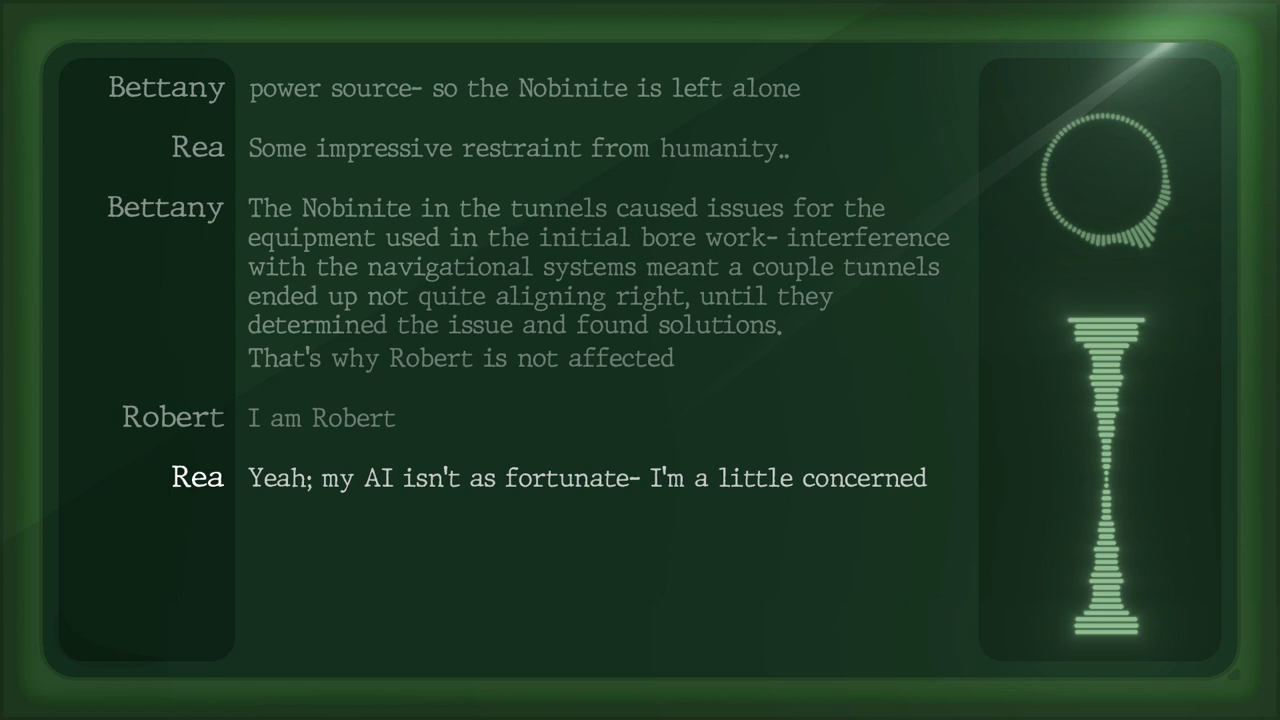 Bettany power source- so the Nobinite is left alone
Rea Some impressive restraint from humanity..
Bettany The Nobinite in the tunnels caused issues for the
equipment used in the initial bore work- interference
with the navigational systems meant a couple tunnels
ended up not quite aligning right, until they
determined the issue and found solutions.
That's why Robert is not affected
Robert I am Robert
Rea Yeah; my AI isn't as fortunate- I'm a little concerned